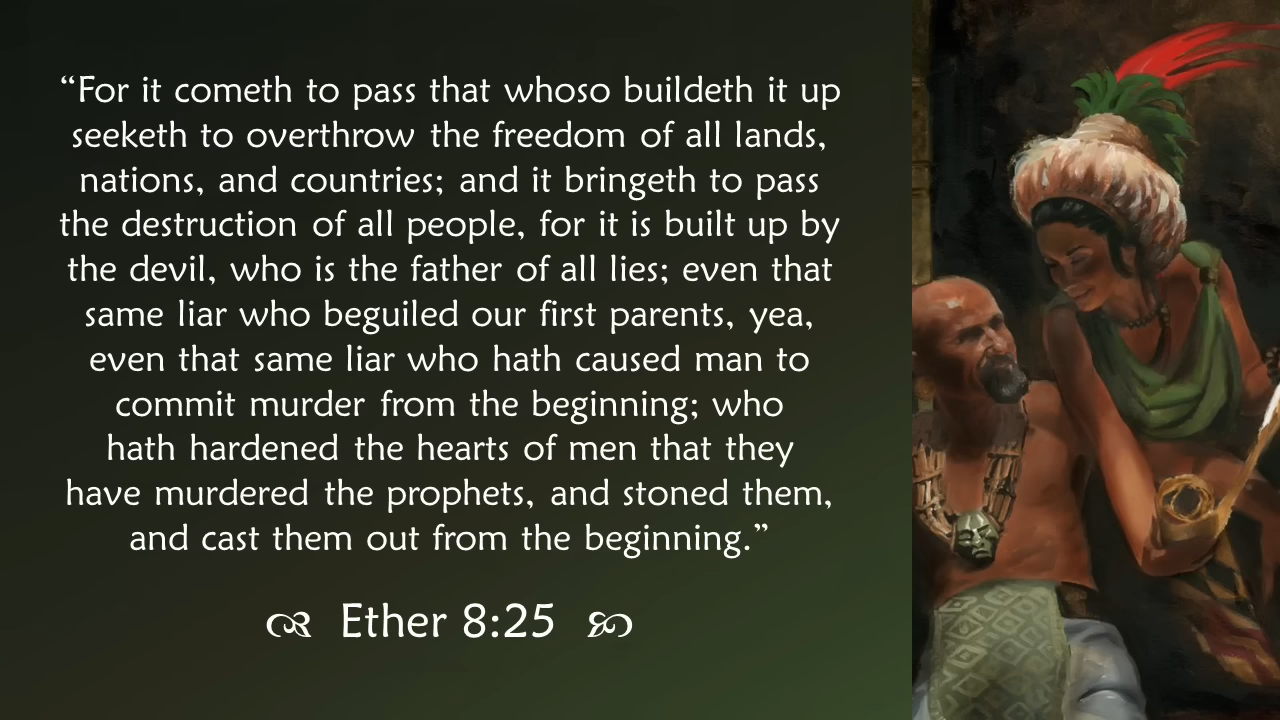 “For it cometh to pass that whoso buildeth it up
seeketh to overthrow the freedom of all lands,
nations, and countries; and it bringeth to pass
the destruction of all people, for it is built up by
the devil, who is the father of all lies; even that
same liar who beguiled our first parents, yea,
even that same liar who hath caused man to
commit murder from the beginning; who
hath hardened the hearts of men that they
have murdered the prophets, and stoned them,
and cast them out from the beginning.”
Ether 8:25